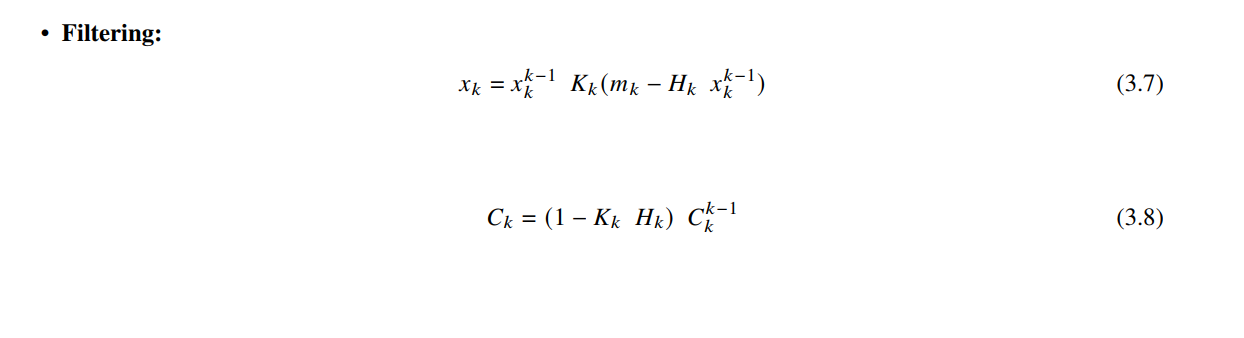 • Filtering:
x_k = x_k^{k−1} K_k(m_k − H_k x_k^{k−1}) (3.7)
C_k = (1 − K_k H_k) C_k^{k−1} (3.8)